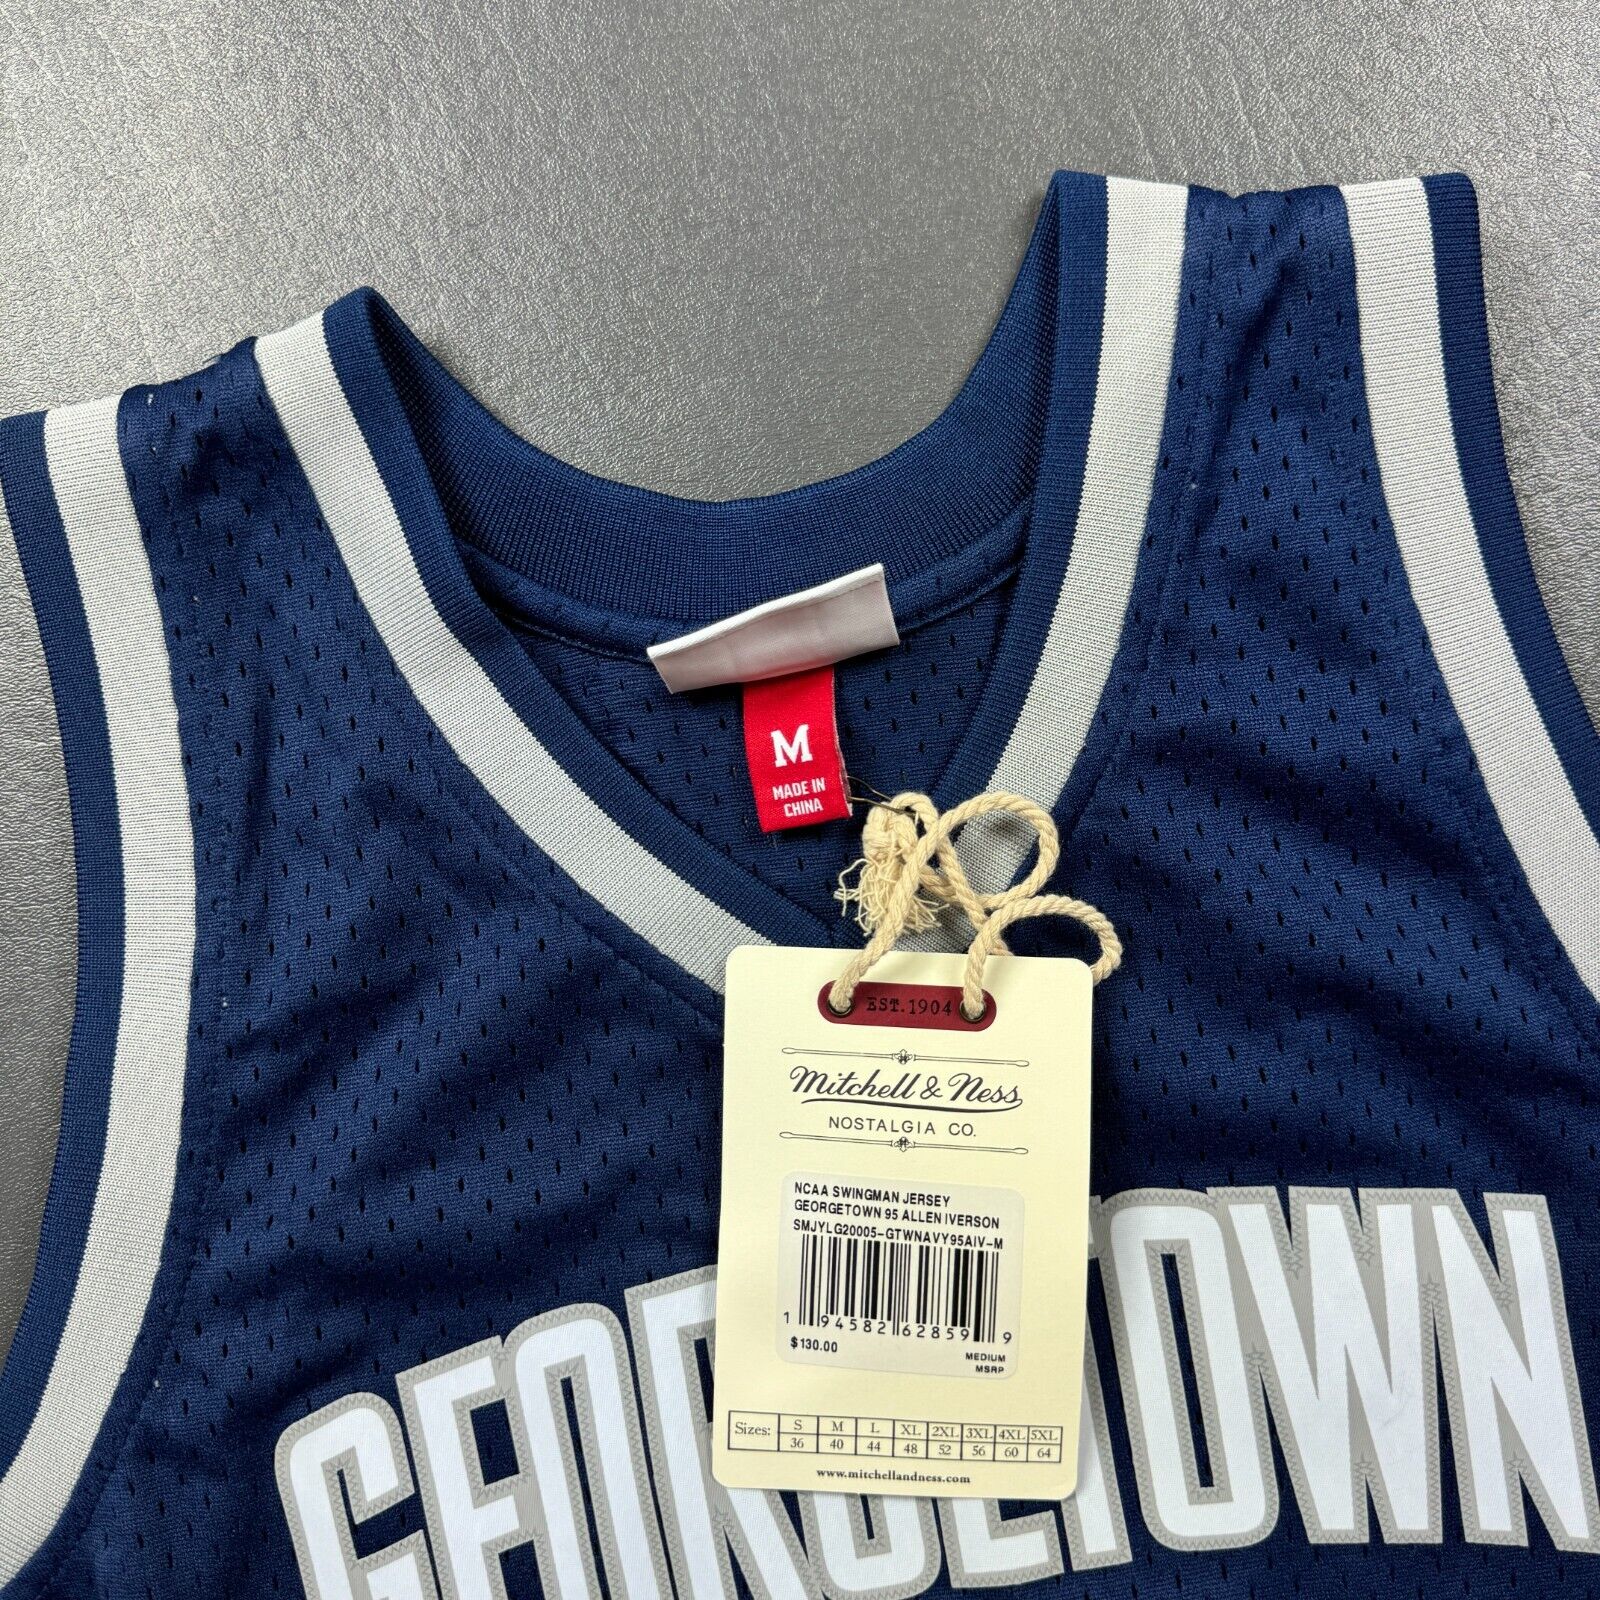 M
MADE IN
CHINA
EST.1904
Mitchell & Ness
NOSTALGIA CO.
NCAA SWINGMAN JERSEY
GEORGETOWN 95 ALLEN IVERSON
SMJYLG20005-GTWNAVY95AIV-M
1 94582 62859 9
$130.00
MEDIUM
MSRP
Sizes: S M L XL 2XL 3XL 4XL 5XL
36 40 44 48 52 56 60 64
www.mitchellandness.com
GEORGETOWN